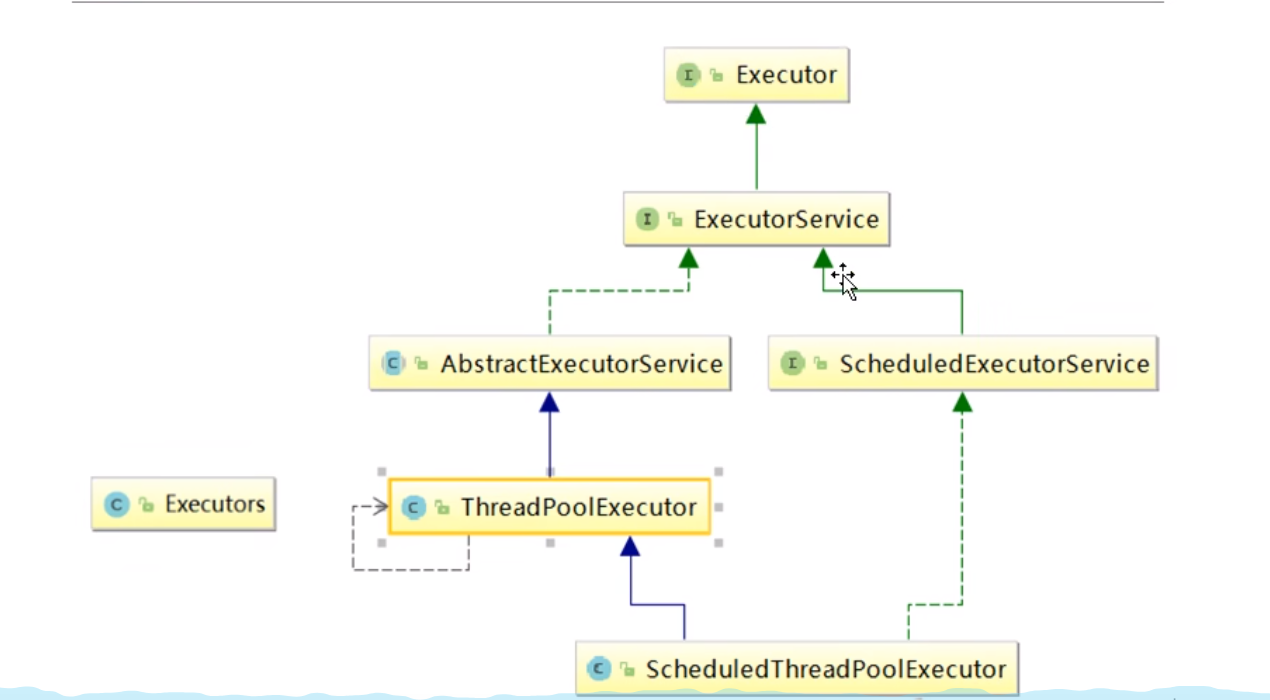 I Executor
I ExecutorService
C AbstractExecutorService
I ScheduledExecutorService
C Executors
C ThreadPoolExecutor
C ScheduledThreadPoolExecutor